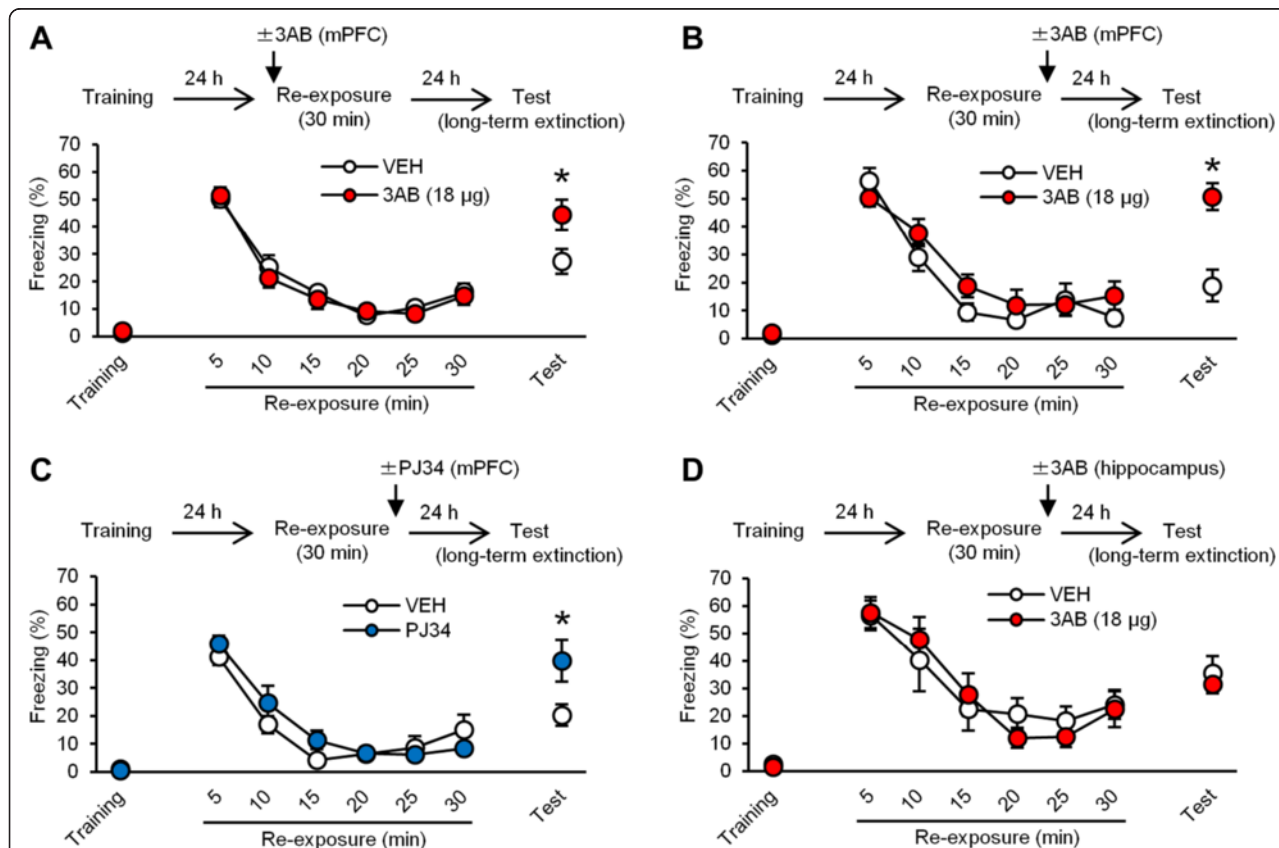 A
±3AB (mPFC)
24 h
24 h
Training
Re-exposure
(30 min)
Test
(long-term extinction)
Freezing (%)
70
60
50
40
30
20
10
0
VEH
3AB (18 µg)
*
Training
5
10
15
20
25
30
Test
Re-exposure (min)
B
±3AB (mPFC)
24 h
24 h
Training
Re-exposure
(30 min)
Test
(long-term extinction)
Freezing (%)
70
60
50
40
30
20
10
0
VEH
3AB (18 µg)
*
Training
5
10
15
20
25
30
Test
Re-exposure (min)
C
±PJ34 (mPFC)
24 h
24 h
Training
Re-exposure
(30 min)
Test
(long-term extinction)
Freezing (%)
70
60
50
40
30
20
10
0
VEH
PJ34
*
Training
5
10
15
20
25
30
Test
Re-exposure (min)
D
±3AB (hippocampus)
24 h
24 h
Training
Re-exposure
(30 min)
Test
(long-term extinction)
Freezing (%)
70
60
50
40
30
20
10
0
VEH
3AB (18 µg)
Training
5
10
15
20
25
30
Test
Re-exposure (min)